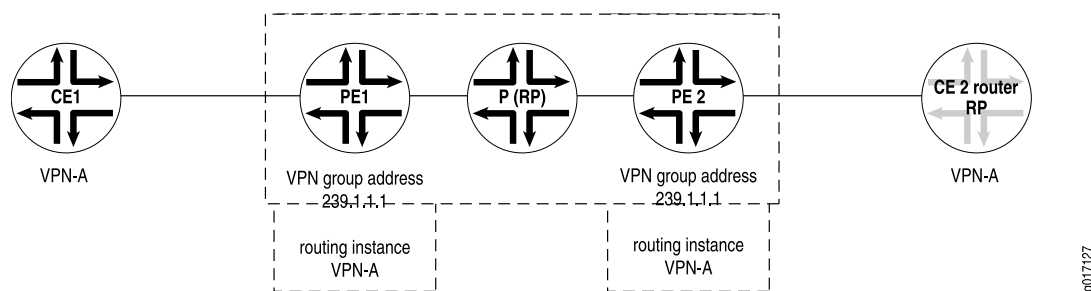 CE1
PE1
P (RP)
PE 2
CE 2 router
RP
VPN-A
VPN group address
239.1.1.1
VPN group address
239.1.1.1
VPN-A
routing instance
VPN-A
routing instance
VPN-A
g017127